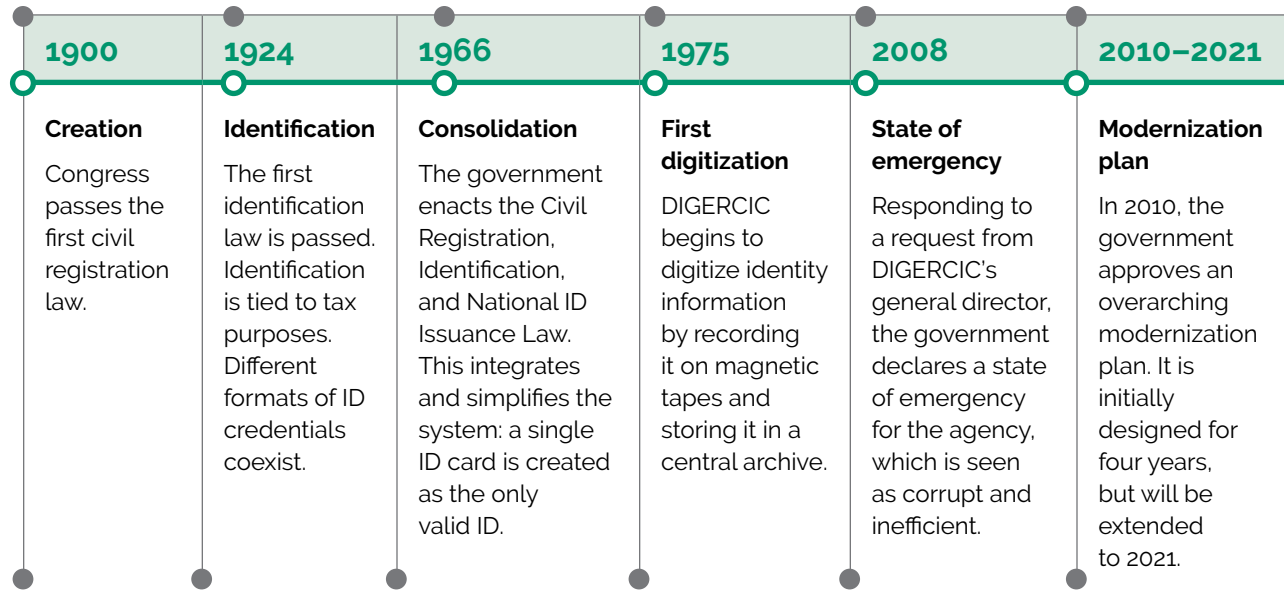 1900
Creation
Congress
passes the
first civil
registration
law.
1924
Identification
The first
identification
law is passed.
Identification
is tied to tax
purposes.
Different
formats of ID
credentials
coexist.
1966
Consolidation
The government
enacts the Civil
Registration,
Identification,
and National ID
Issuance Law.
This integrates
and simplifies the
system: a single
ID card is created
as the only
valid ID.
1975
First
digitization
DIGERCIC
begins to
digitize identity
information
by recording
it on magnetic
tapes and
storing it in a
central archive.
2008
State of
emergency
Responding to
a request from
DIGERCIC’s
general director,
the government
declares a state
of emergency
for the agency,
which is seen
as corrupt and
inefficient.
2010–2021
Modernization
plan
In 2010, the
government
approves an
overarching
modernization
plan. It is
initially
designed for
four years,
but will be
extended
to 2021.